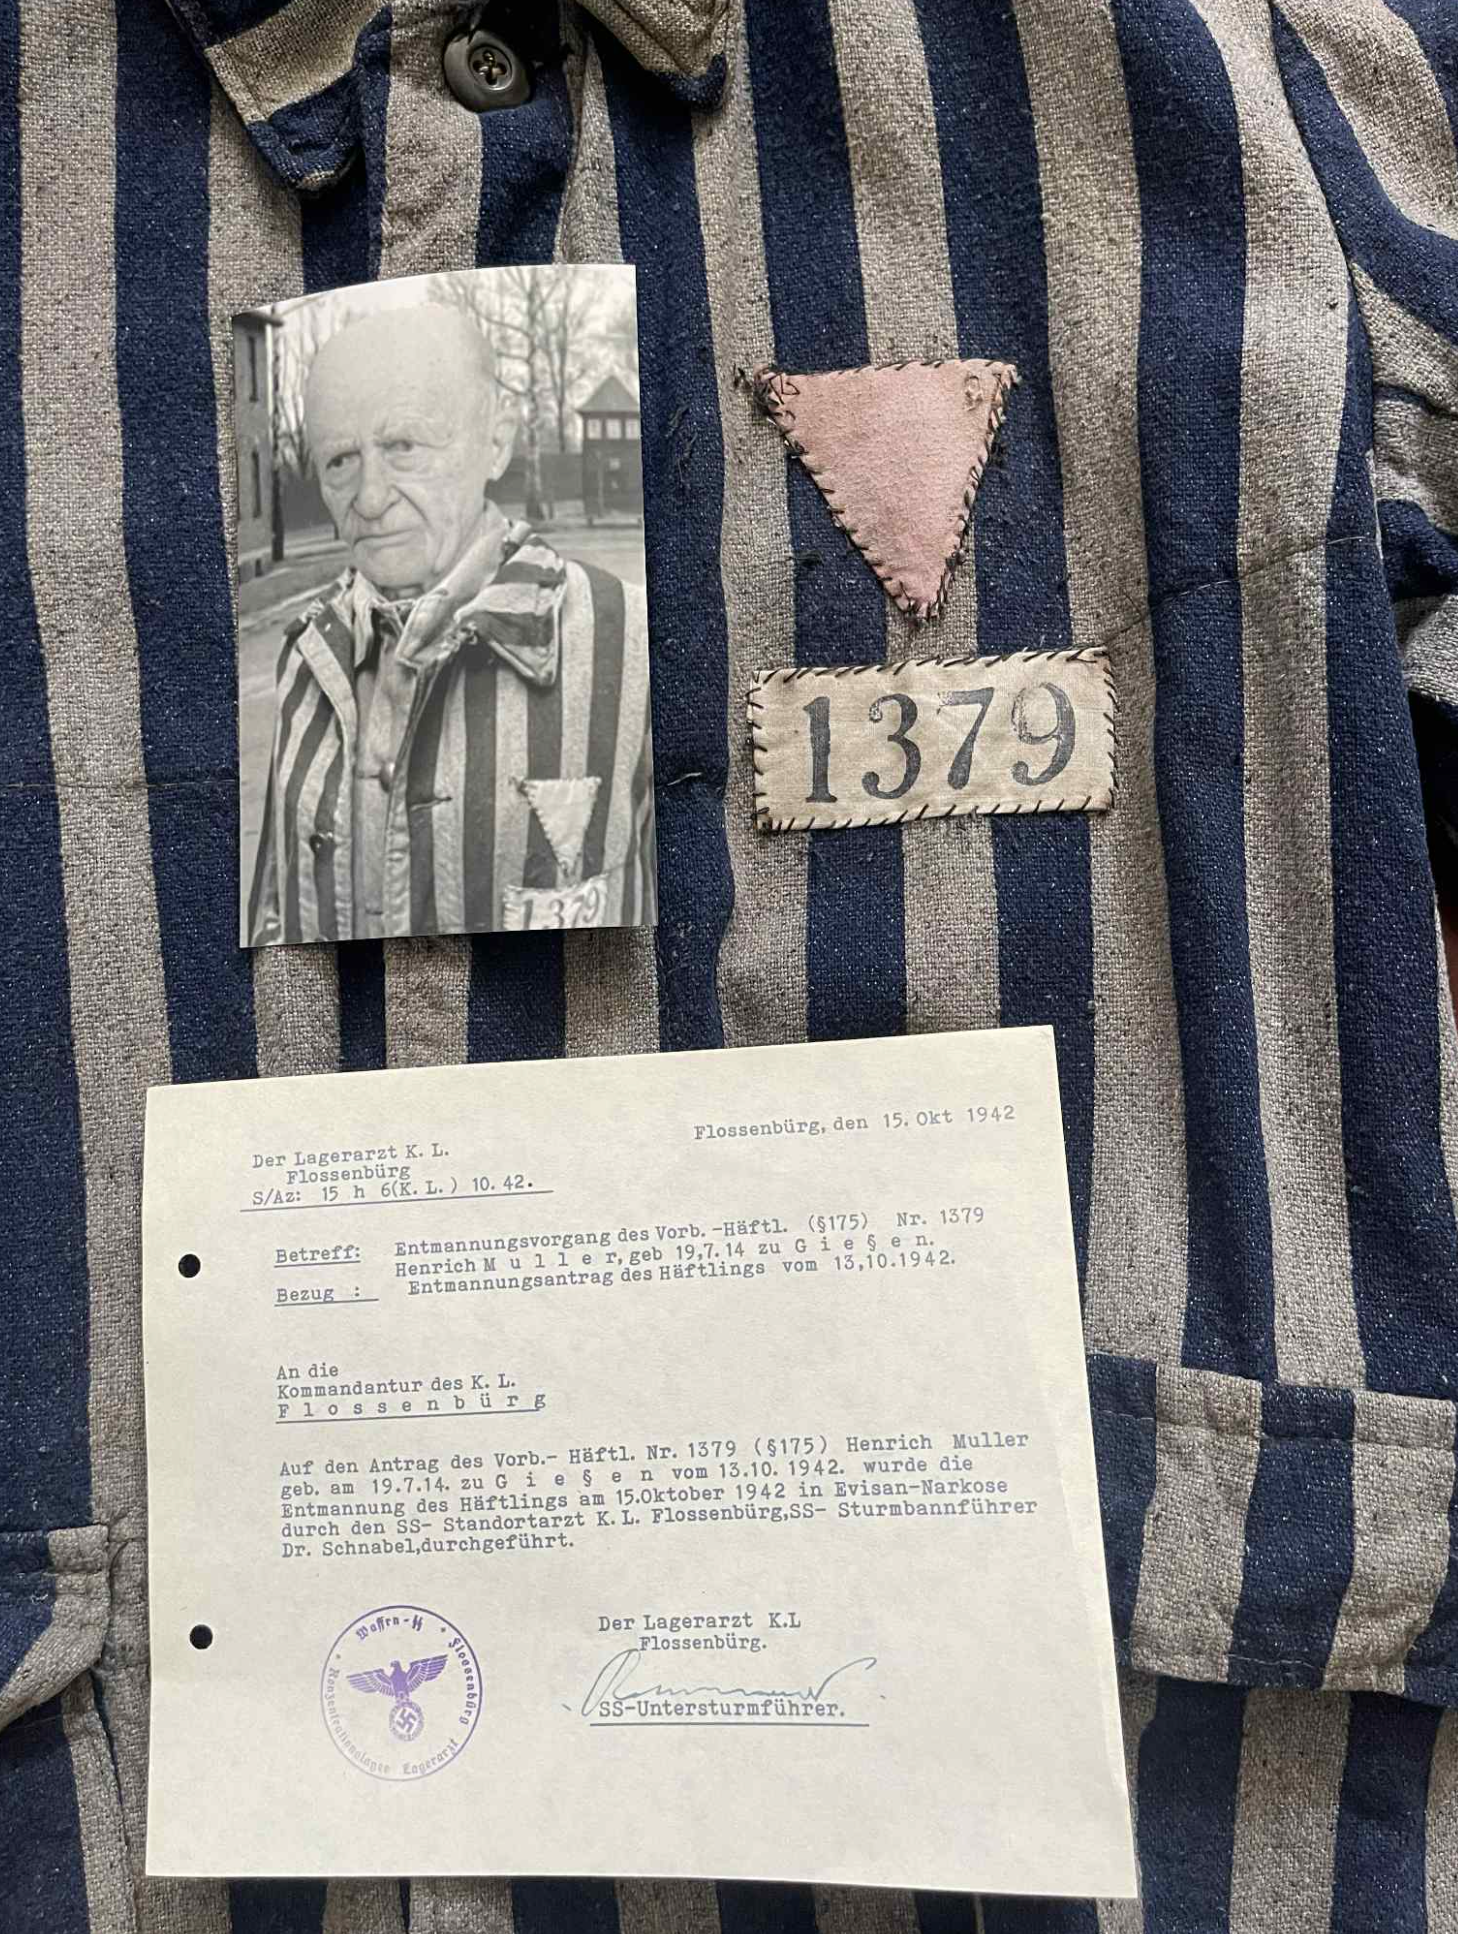 1379
1379
Flossenbürg, den 15. Okt 1942
Der Lagerarzt K. L.
Flossenbürg
S/Az: 15 h 6(K. L. ) 10. 42.
Betreff: Entmannungsvorgang des Vorb. -Häftl. (§175) Nr. 1379
Henrich M u l l e r, geb 19,7.14 zu G i e § e n.
Bezug : Entmannungsantrag des Häftlings vom 13,10.1942.
An die
Kommandantur des K. L.
F l o s s e n b ü r g
Auf den Antrag des Vorb.- Häftl. Nr. 1379 (§175) Henrich Muller
geb. am 19.7.14. zu G i e § e n vom 13.10. 1942. wurde die
Entmannung des Häftlings am 15.Oktober 1942 in Evisan-Narkose
durch den SS- Standortarzt K. L. Flossenbürg,SS- Sturmbannführer
Dr. Schnabel,durchgeführt.
Der Lagerarzt K.L
Flossenbürg.
SS-Untersturmführer.
Waffen-SS * Flossenbürg
* Konzentrationslager Lagerarzt